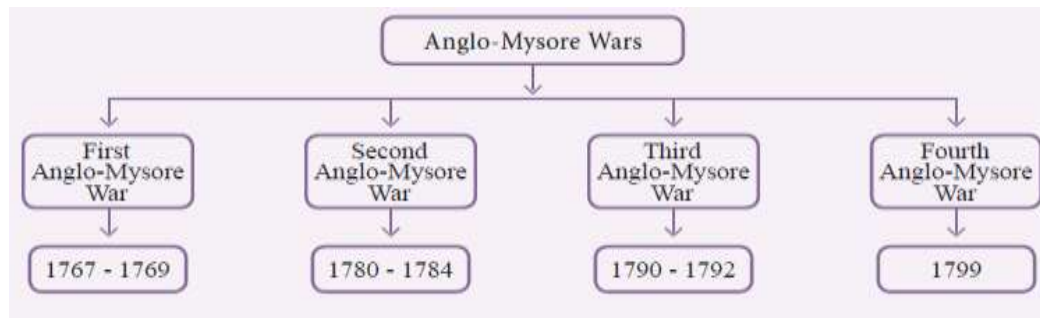 Anglo-Mysore Wars
First
Anglo-Mysore
War
Second
Anglo-Mysore
War
Third
Anglo-Mysore
War
Fourth
Anglo-Mysore
War
1767 - 1769
1780 - 1784
1790 - 1792
1799